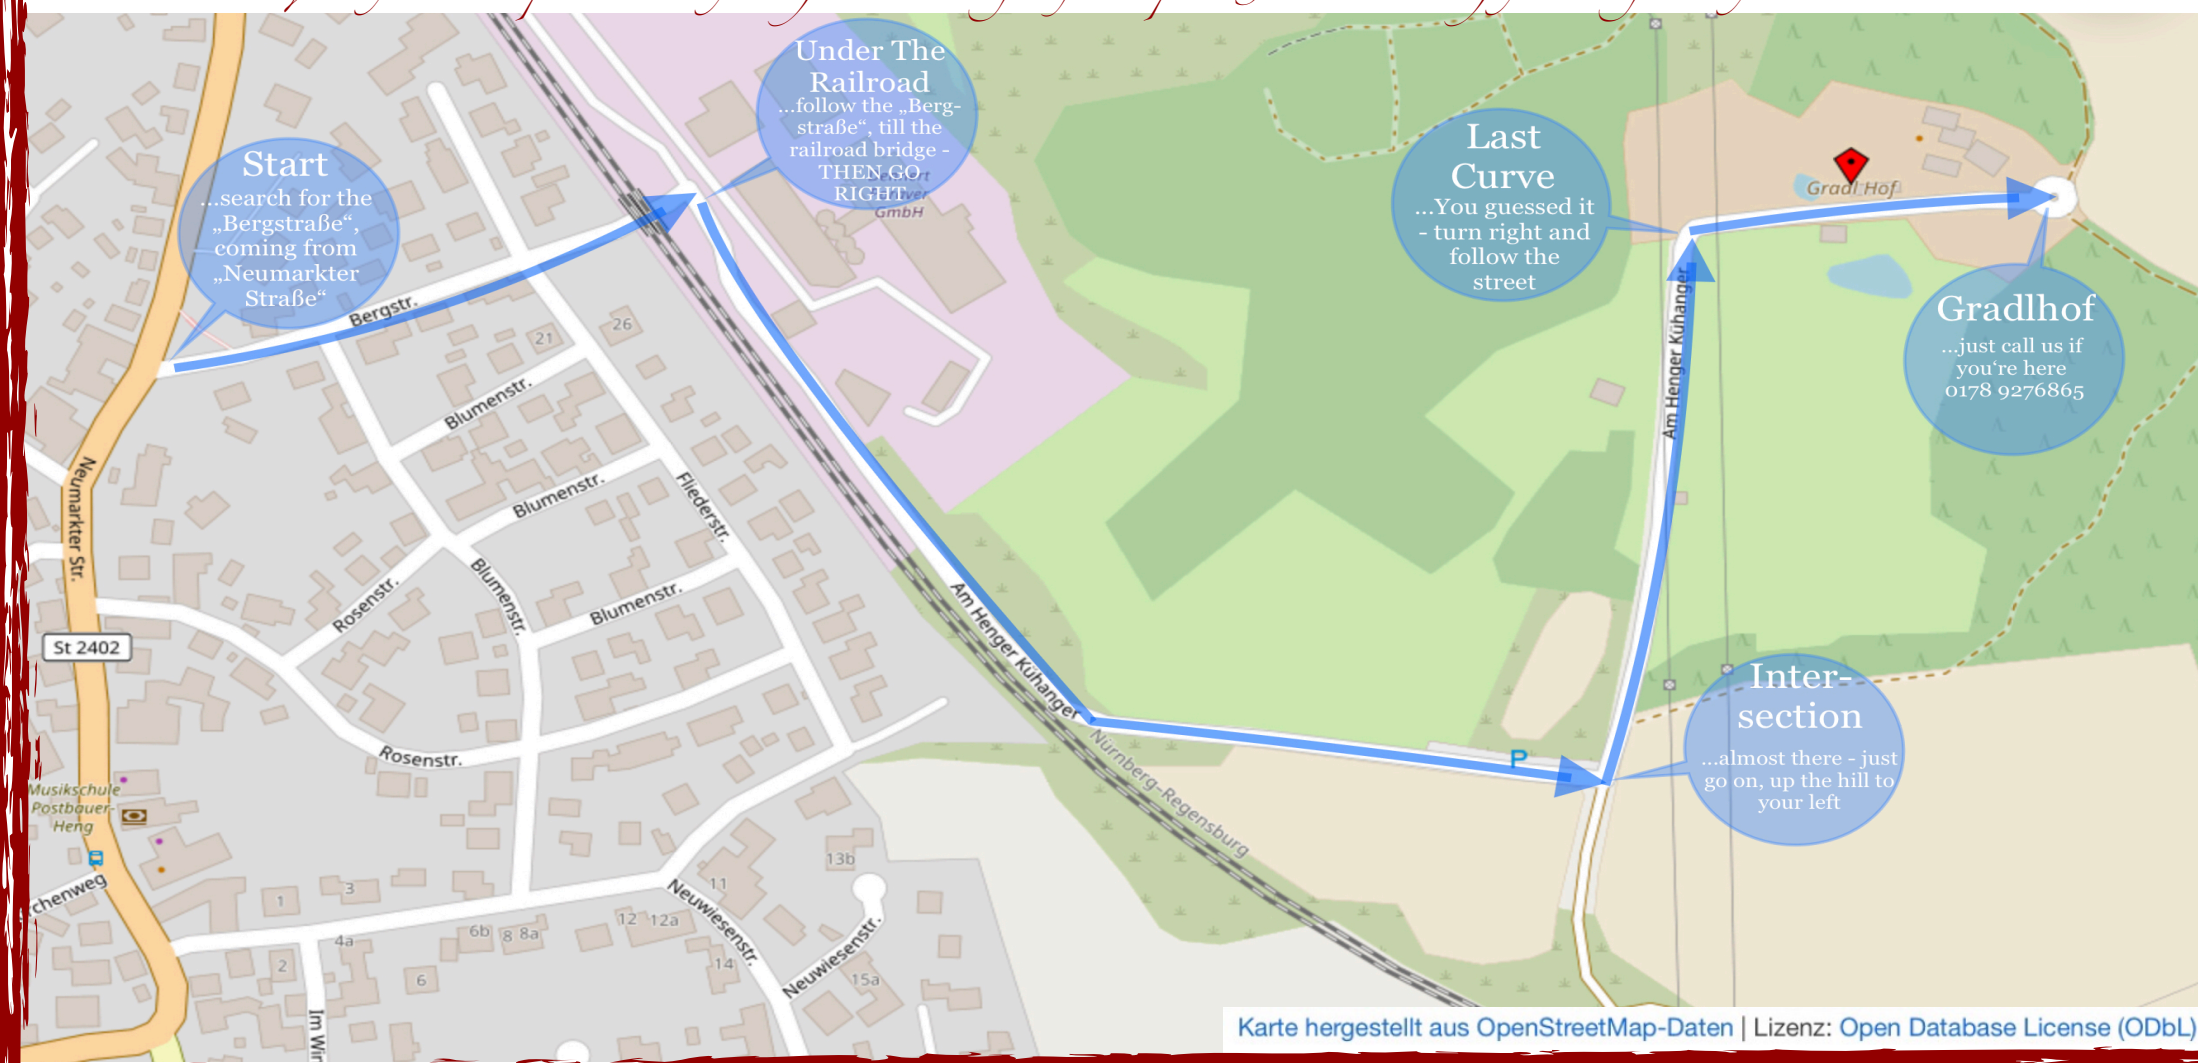 Under The
Railroad
...follow the „Berg-
straße“, till the
railroad bridge -
THEN GO
RIGHT.
GmbH
Start
...search for the
„Bergstraße“,
coming from
„Neumarkter
Straße“
Last
Curve
...You guessed it
- turn right and
follow the
street
Gradl Hof
Gradlhof
...just call us if
you‘re here
0178 9276865
Inter-
section
...almost there - just
go on, up the hill to
your left
Bergstr.
21
26
Blumenstr.
Blumenstr.
Fliederstr.
Neumarkter Str.
Rosenstr.
Blumenstr.
Blumenstr.
St 2402
Am Henger Kühanger
Am Henger Kühanger
Rosenstr.
P
Nürnberg-Regensburg
Musikschule
Postbauer-
Heng
rchenweg
13b
11
3
1
Neuwiesenstr.
12 12a
6b 8 8a
4a
Neuwiesenstr.
2
6
14
15a
Im Wir
Karte hergestellt aus OpenStreetMap-Daten | Lizenz: Open Database License (ODbL)